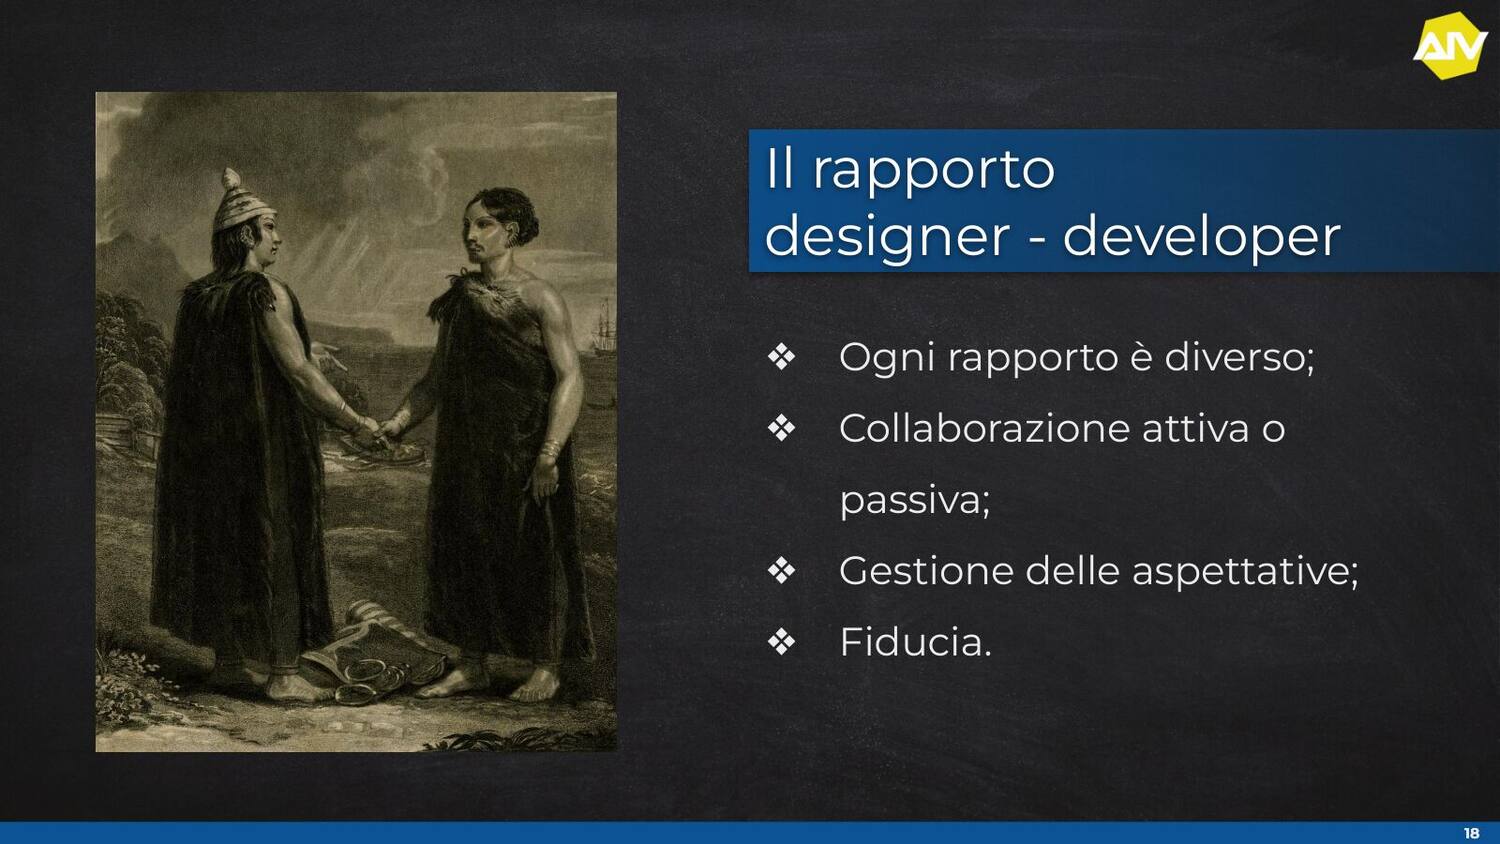 AIV
Il rapporto
designer - developer
❖ Ogni rapporto è diverso;
❖ Collaborazione attiva o
passiva;
❖ Gestione delle aspettative;
❖ Fiducia.
18